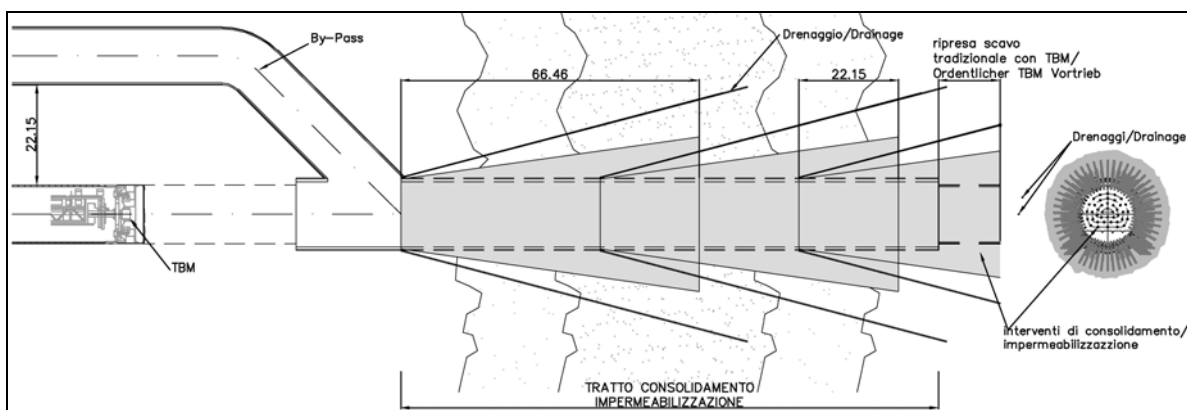 By-Pass
Drenaggio/Drainage
ripresa scavo
tradizionale con TBM/
Ordentlicher TBM Vortrieb
66.46
22.15
22.15
Drenaggi/Drainage
TBM
interventi di consolidamento/
impermeabilizzazzione
TRATTO CONSOLIDAMENTO
IMPERMEABILIZZAZIONE